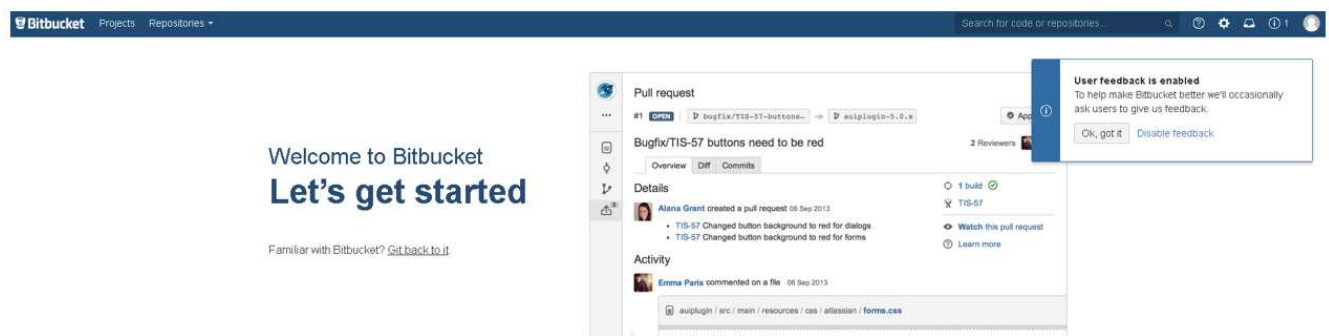 Bitbucket Projects Repositories
Search for code or repositories...
1
Welcome to Bitbucket
Let's get started
Familiar with Bitbucket? Git back to it.
Pull request
#1 OPEN bugfix/TIS-57-buttons… auiplugin-5.0.x
Bugfix/TIS-57 buttons need to be red
2 Reviewers
Overview Diff Commits
Details
Alana Grant created a pull request 06 Sep 2013
TIS-57 Changed button background to red for dialogs
TIS-57 Changed button background to red for forms
1 build
TIS-57
Watch this pull request
Learn more
Activity
Emma Paris commented on a file 06 Sep 2013
auiplugin / src / main / resources / css / atlassian / forms.css
User feedback is enabled
To help make Bitbucket better we'll occasionally
ask users to give us feedback.
Ok, got it Disable feedback